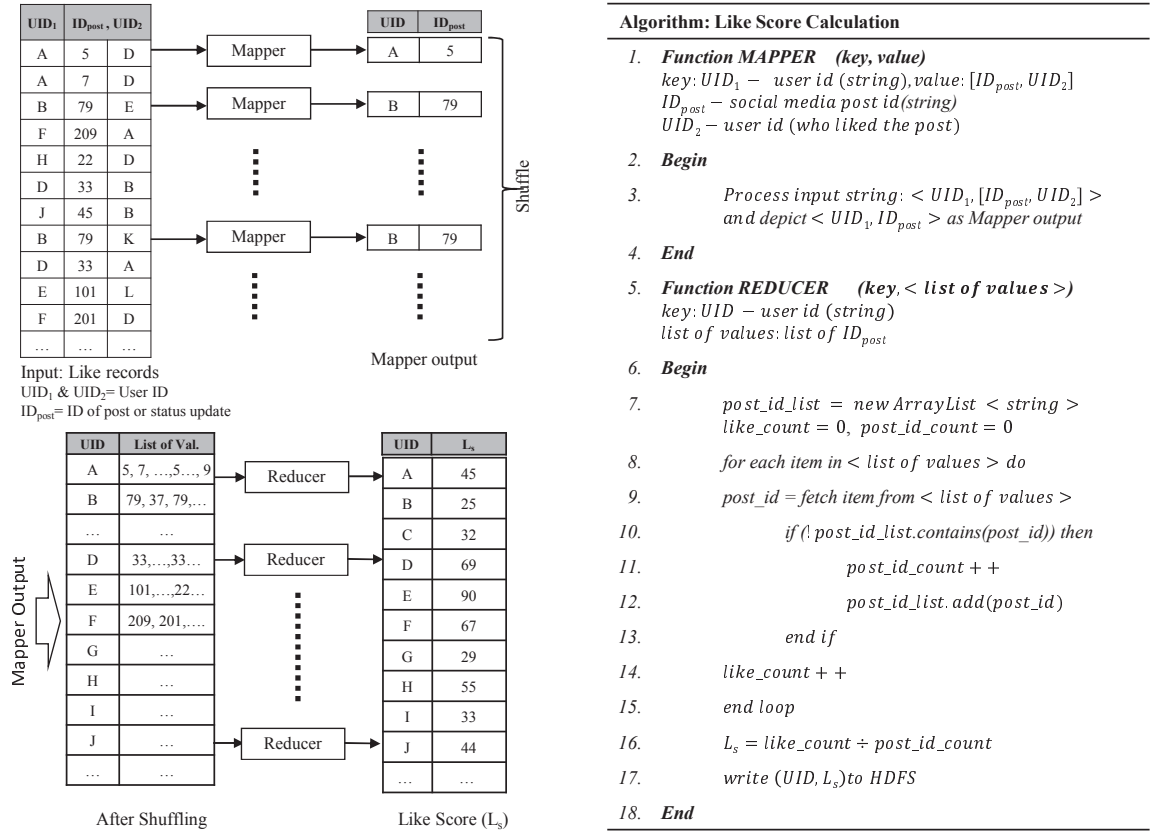 UID₁ ID_post , UID₂
A 5 D
A 7 D
B 79 E
F 209 A
H 22 D
D 33 B
J 45 B
B 79 K
D 33 A
E 101 L
F 201 D
… … …
Input: Like records
UID₁ & UID₂= User ID
ID_post= ID of post or status update
Mapper
Mapper
Mapper
UID ID_post
A 5
B 79
B 79
Shuffle
Mapper output
Mapper Output
UID List of Val.
A 5, 7, …,5…, 9
B 79, 37, 79,…
… …
D 33,…,33…
E 101,…,22…
F 209, 201,….
G …
H …
I …
J …
… …
After Shuffling
Reducer
Reducer
Reducer
UID Lₛ
A 45
B 25
C 32
D 69
E 90
F 67
G 29
H 55
I 33
J 44
… …
Like Score (Lₛ)
Algorithm: Like Score Calculation
1. Function MAPPER (key, value)
key: UID₁ − user id (string), value: [ID_post, UID₂]
ID_post − social media post id(string)
UID₂ − user id (who liked the post)
2. Begin
3. Process input string: < UID₁, [ID_post, UID₂] >
and depict < UID₁, ID_post > as Mapper output
4. End
5. Function REDUCER (key, < list of values >)
key: UID − user id (string)
list of values: list of ID_post
6. Begin
7. post_id_list = new ArrayList < string >
like_count = 0, post_id_count = 0
8. for each item in < list of values > do
9. post_id = fetch item from < list of values >
10. if (! post_id_list.contains(post_id)) then
11. post_id_count + +
12. post_id_list. add(post_id)
13. end if
14. like_count + +
15. end loop
16. Lₛ = like_count ÷ post_id_count
17. write (UID, Lₛ)to HDFS
18. End